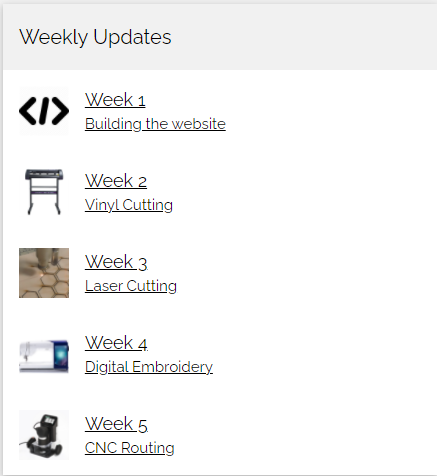 Weekly Updates
Week 1
Building the website
Week 2
Vinyl Cutting
Week 3
Laser Cutting
Week 4
Digital Embroidery
Week 5
CNC Routing